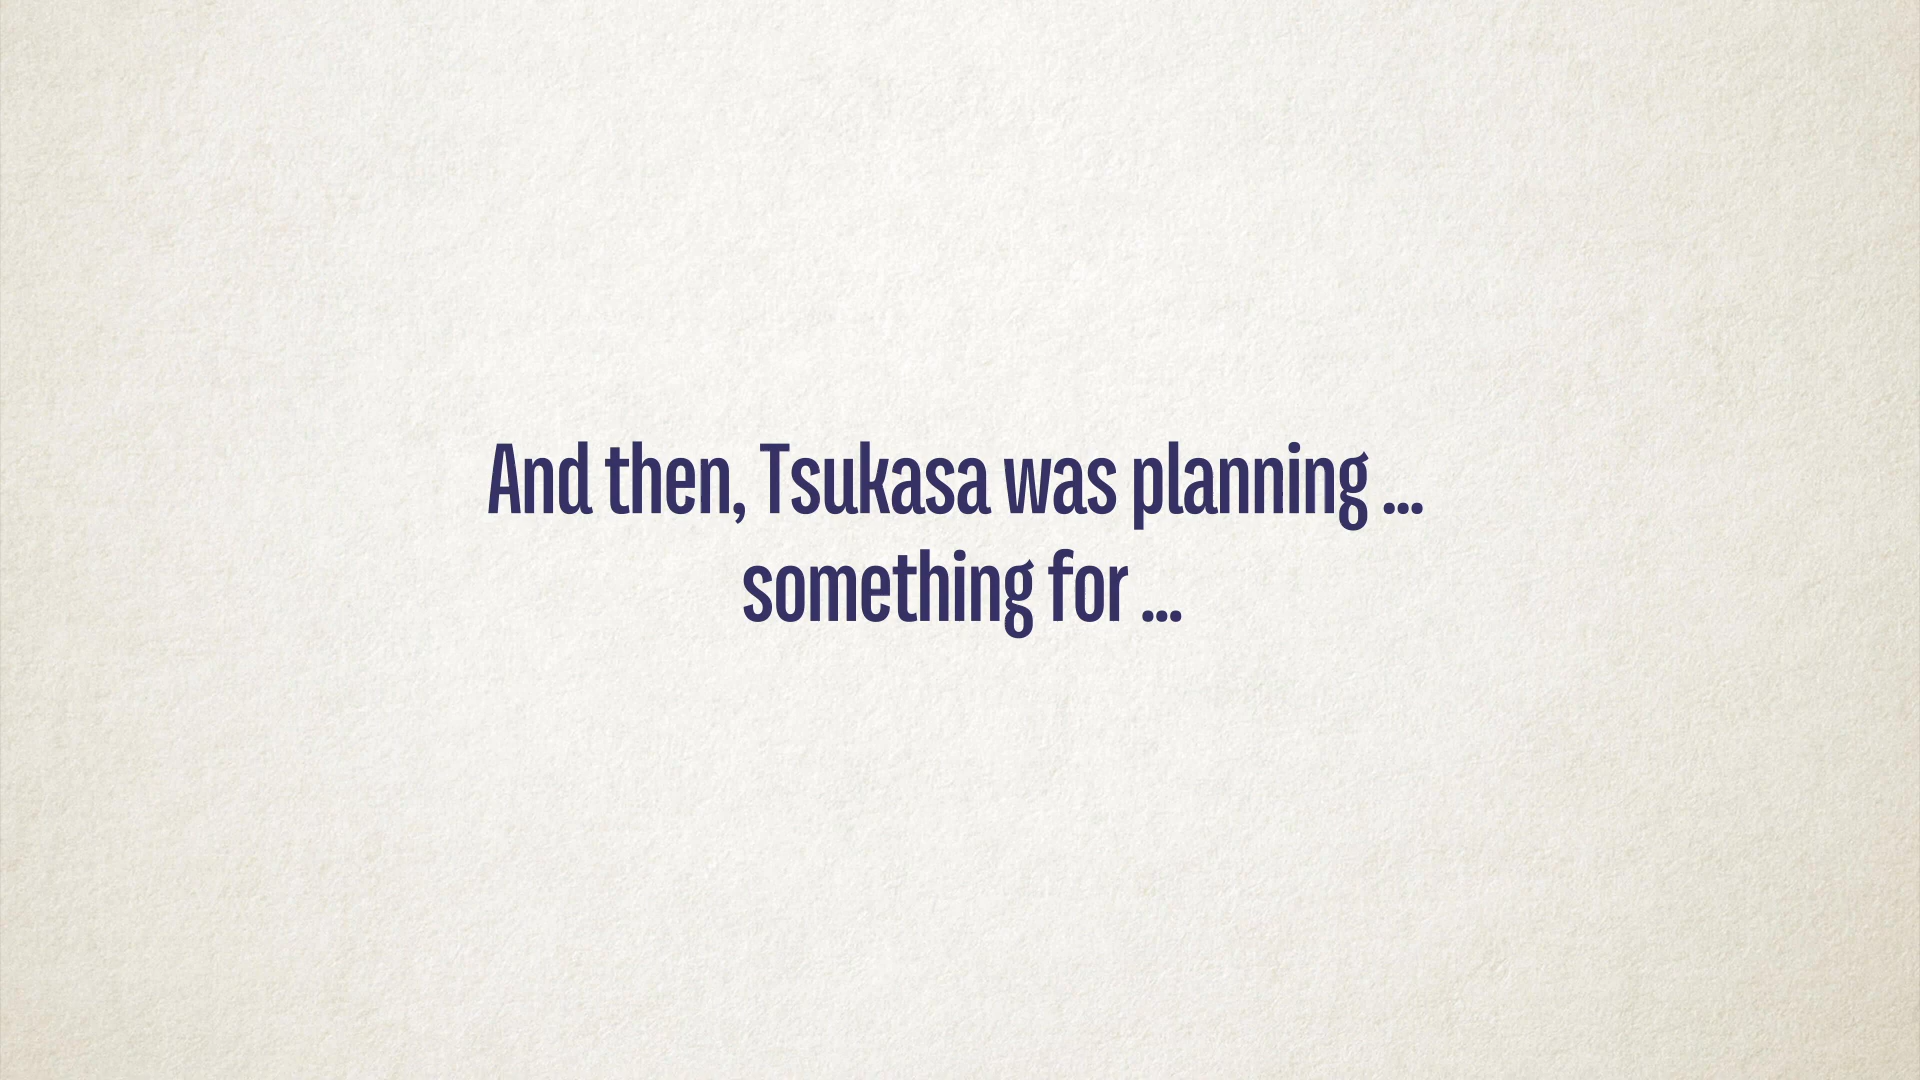 And then, Tsukasa was planning ...
something for ...